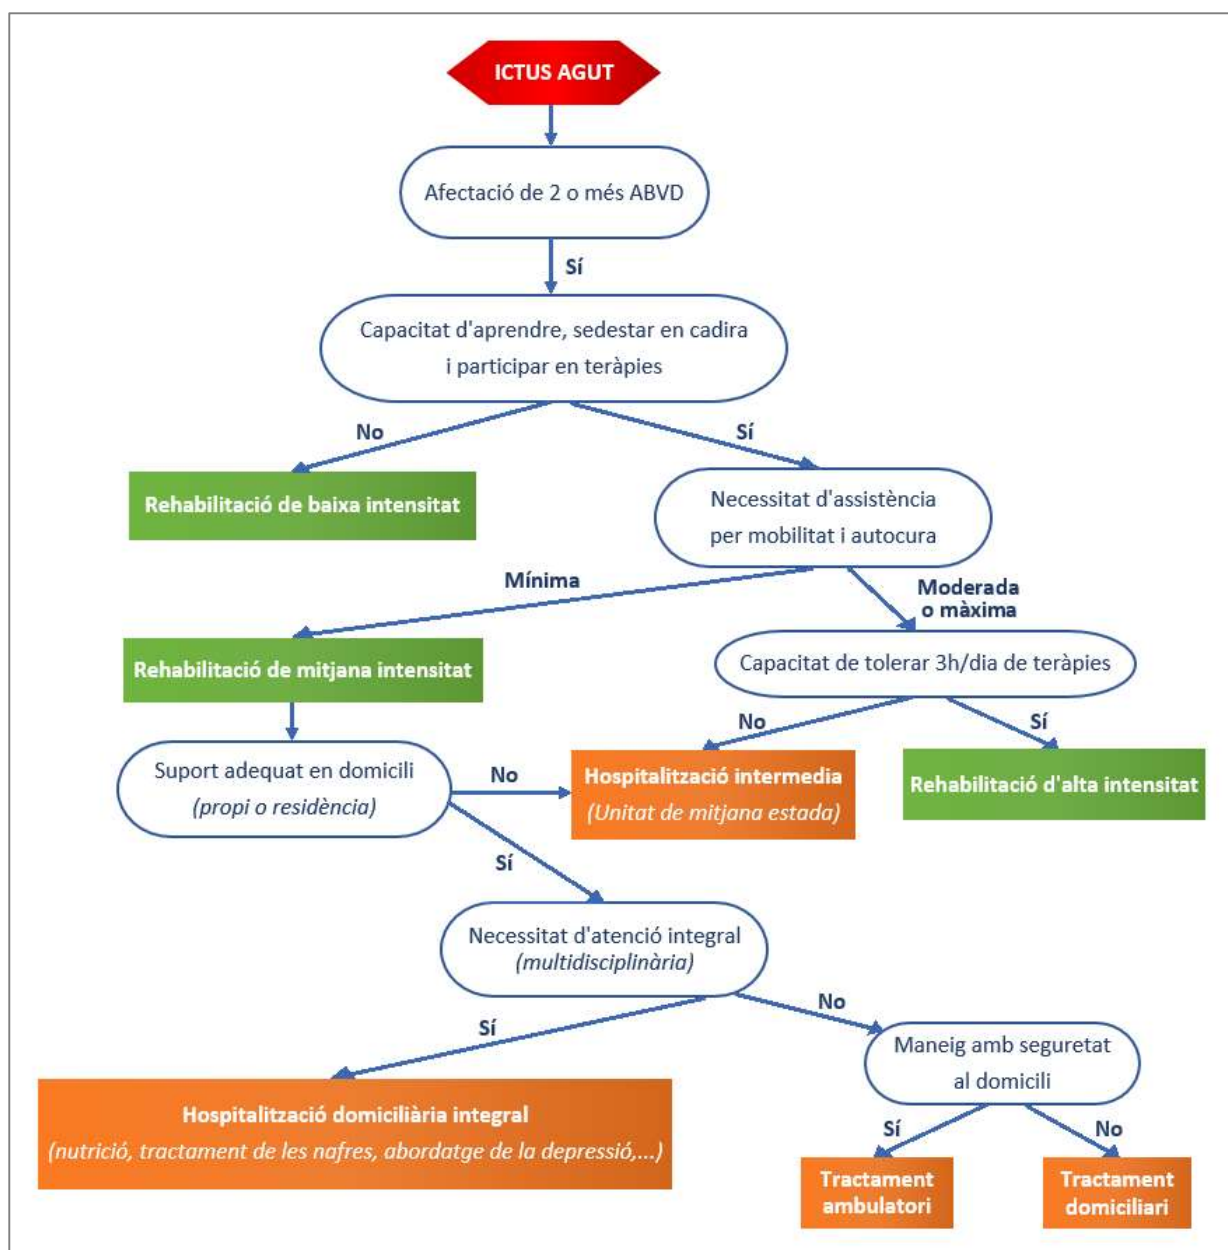 ICTUS AGUT
Afectació de 2 o més ABVD
Sí
Capacitat d'aprendre, sedestar en cadira
i participar en teràpies
No
Sí
Rehabilitació de baixa intensitat
Necessitat d'assistència
per mobilitat i autocura
Mínima
Moderada
o màxima
Rehabilitació de mitjana intensitat
Capacitat de tolerar 3h/dia de teràpies
No
Sí
Suport adequat en domicili
(propi o residència)
No
Hospitalització intermedia
(Unitat de mitjana estada)
Rehabilitació d'alta intensitat
Sí
Necessitat d'atenció integral
(multidisciplinària)
Sí
No
Maneig amb seguretat
al domicili
Hospitalització domiciliària integral
(nutrició, tractament de les nafres, abordatge de la depressió,...)
Sí
No
Tractament
ambulatori
Tractament
domiciliari